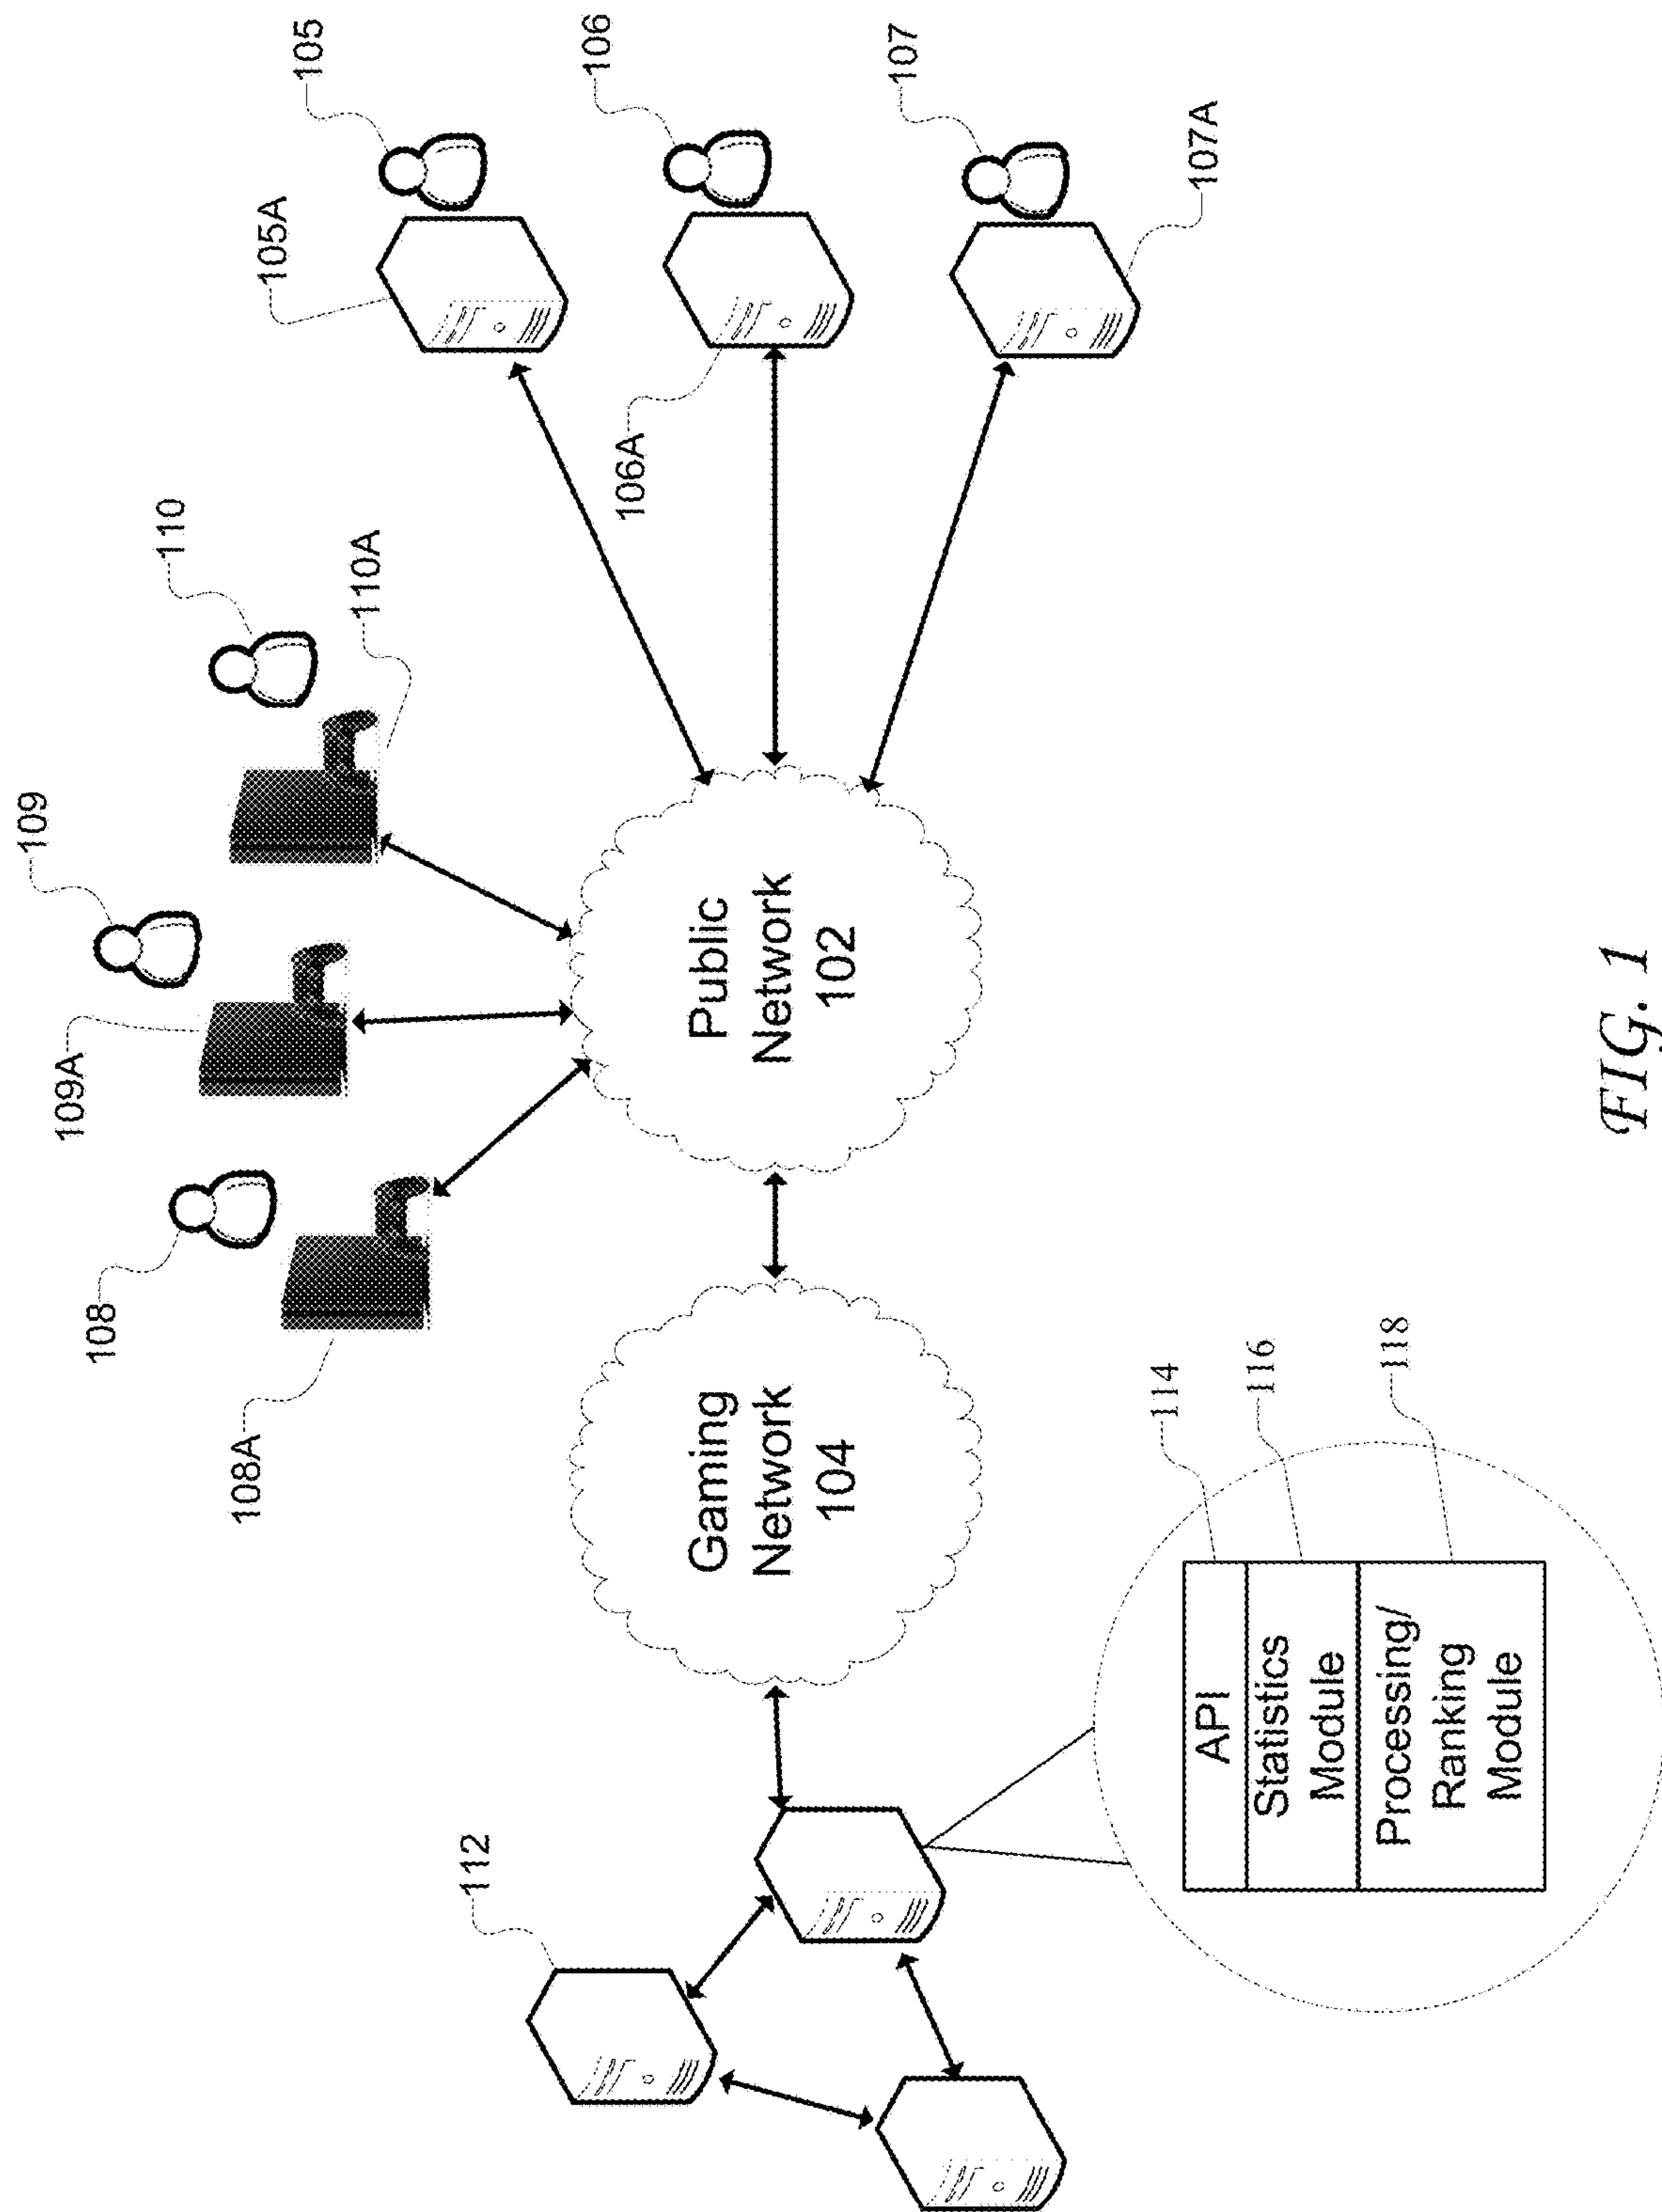 109
110
105
109A
108
110A
105A
108A
106
106A
112
Gaming
Network
104
Public
Network
102
107
107A
API
114
Statistics
Module
116
Processing/
Ranking
Module
118
FIG. 1